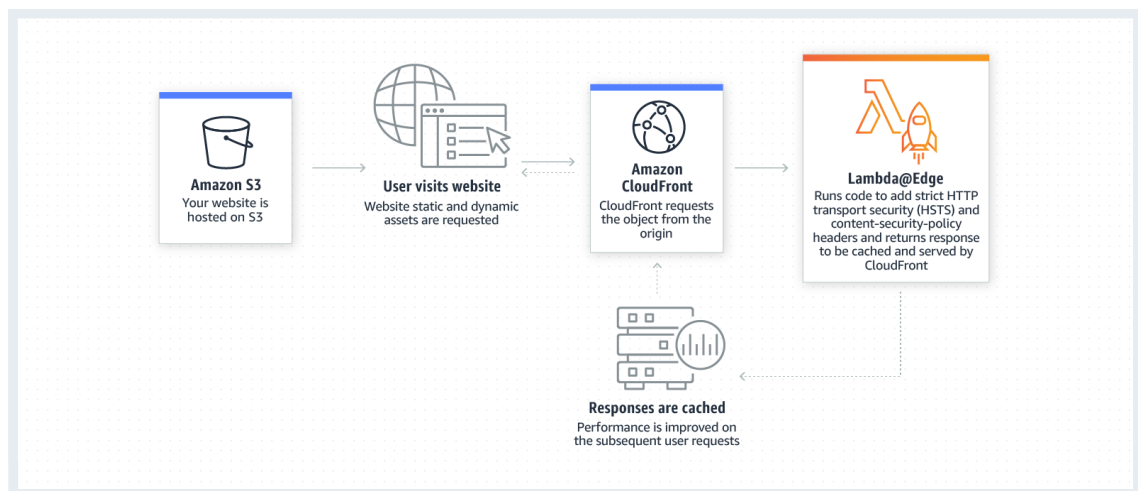 Amazon S3
Your website is
hosted on S3
User visits website
Website static and dynamic
assets are requested
Amazon
CloudFront
CloudFront requests
the object from the
origin
Lambda@Edge
Runs code to add strict HTTP
transport security (HSTS) and
content-security-policy
headers and returns response
to be cached and served by
CloudFront
Responses are cached
Performance is improved on
the subsequent user requests